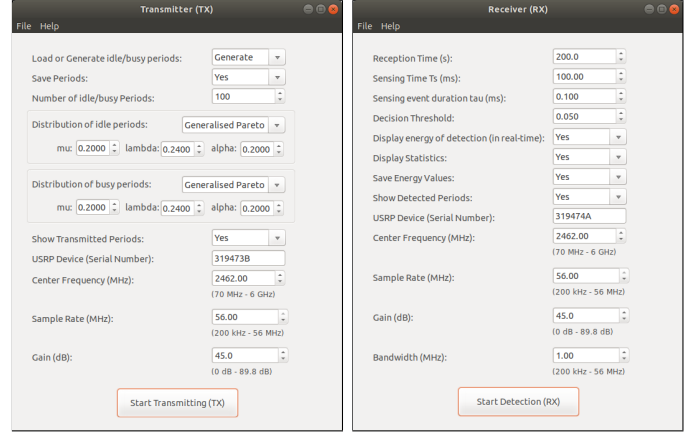 Transmitter (TX)
File Help
Load or Generate idle/busy periods: Generate
Save Periods: Yes
Number of idle/busy Periods: 100
Distribution of idle periods: Generalised Pareto
mu: 0.2000 lambda: 0.2400 alpha: 0.2000
Distribution of busy periods: Generalised Pareto
mu: 0.2000 lambda: 0.2400 alpha: 0.2000
Show Transmitted Periods: Yes
USRP Device (Serial Number): 319473B
Center Frequency (MHz): 2462.00
(70 MHz - 6 GHz)
Sample Rate (MHz): 56.00
(200 kHz - 56 MHz)
Gain (dB): 45.0
(0 dB - 89.8 dB)
Start Transmitting (TX)
Receiver (RX)
File Help
Reception Time (s): 200.0
Sensing Time Ts (ms): 100.00
Sensing event duration tau (ms): 0.100
Decision Threshold: 0.050
Display energy of detection (in real-time): Yes
Display Statistics: Yes
Save Energy Values: Yes
Show Detected Periods: Yes
USRP Device (Serial Number): 319474A
Center Frequency (MHz): 2462.00
(70 MHz - 6 GHz)
Sample Rate (MHz): 56.00
(200 kHz - 56 MHz)
Gain (dB): 45.0
(0 dB - 89.8 dB)
Bandwidth (MHz): 1.00
(200 kHz - 56 MHz)
Start Detection (RX)